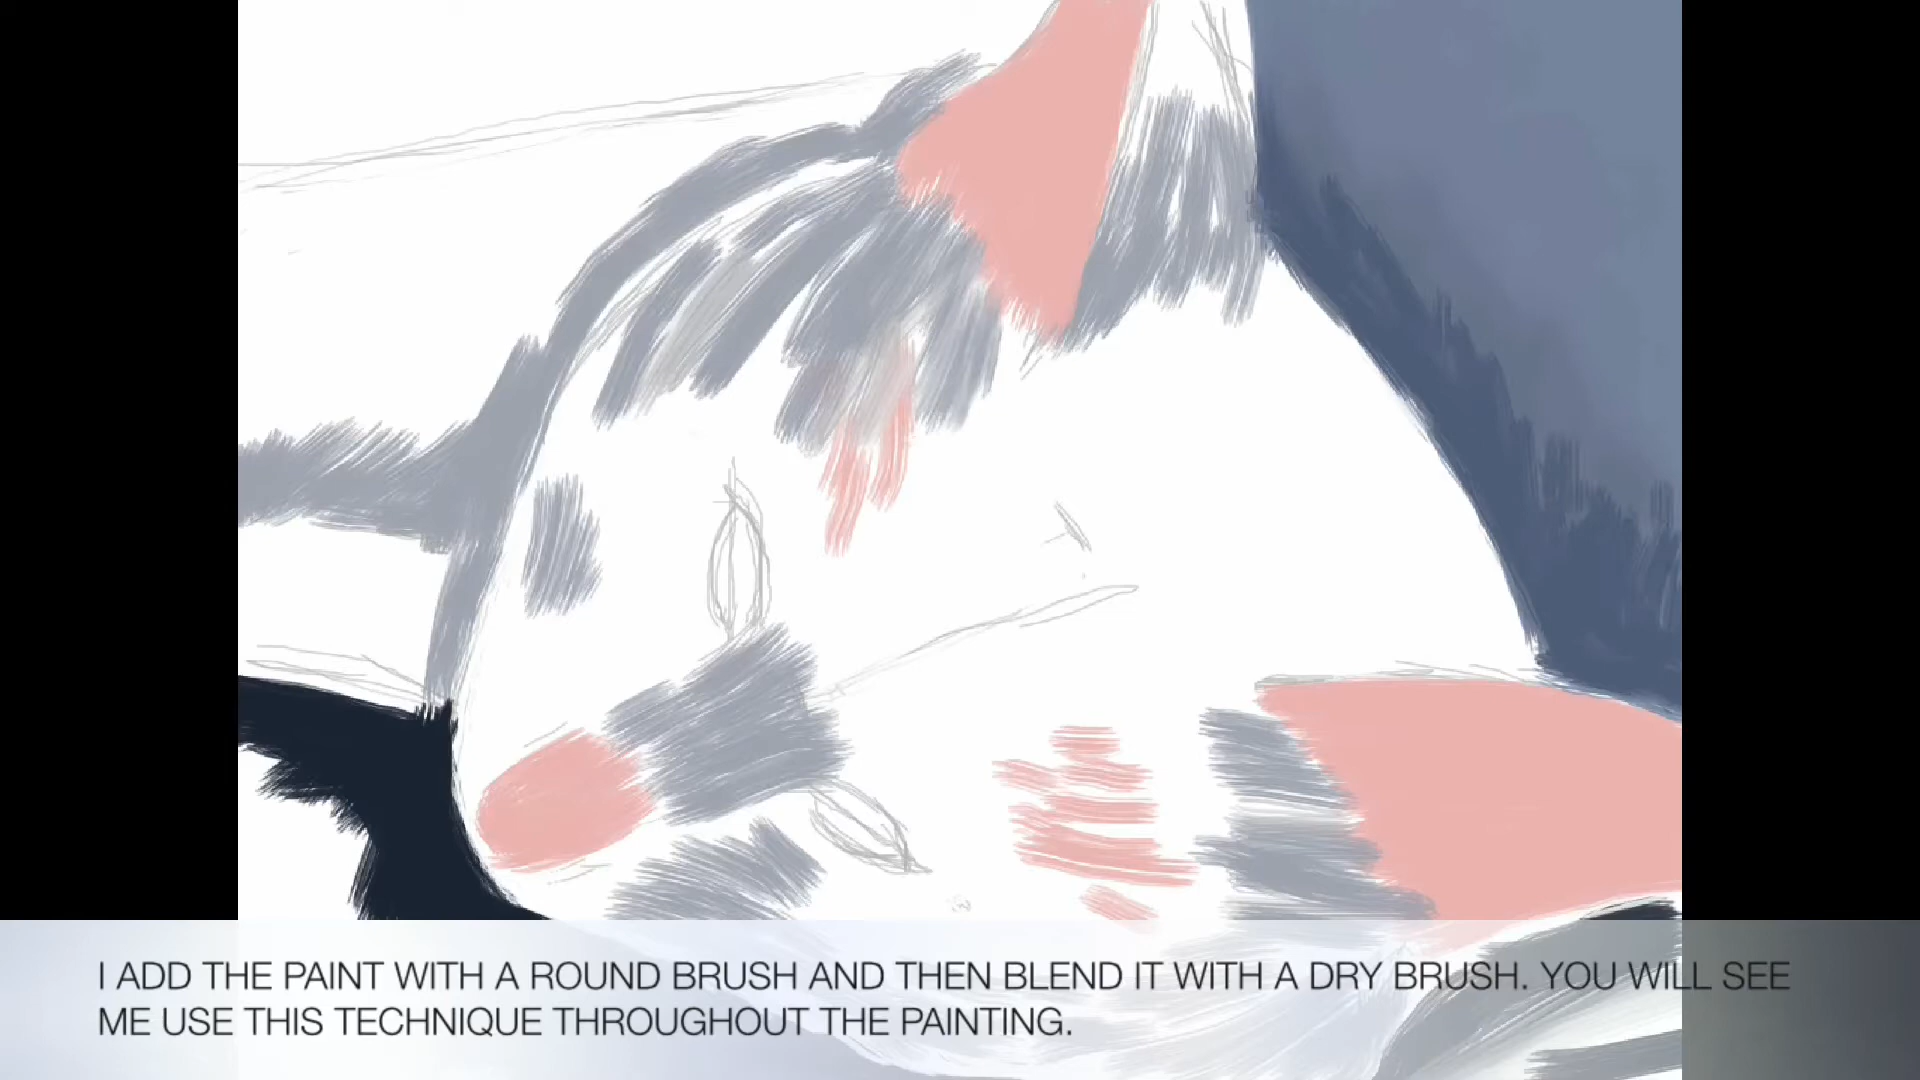 I ADD THE PAINT WITH A ROUND BRUSH AND THEN BLEND IT WITH A DRY BRUSH. YOU WILL SEE
ME USE THIS TECHNIQUE THROUGHOUT THE PAINTING.